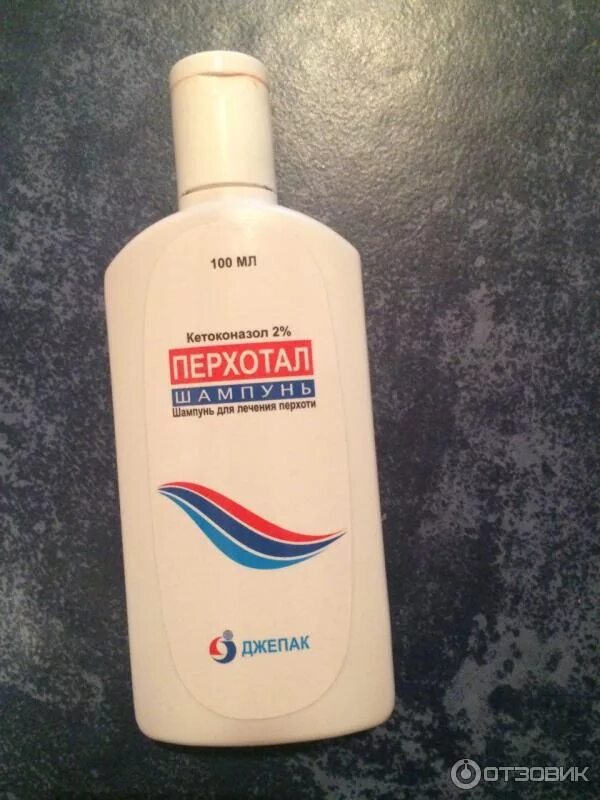 100 МЛ
Кетоконазол 2%
ПЕРХОТАЛ
ШАМПУНЬ
Шампунь для лечения перхоти
ДЖЕПАК
ОТЗОВИК